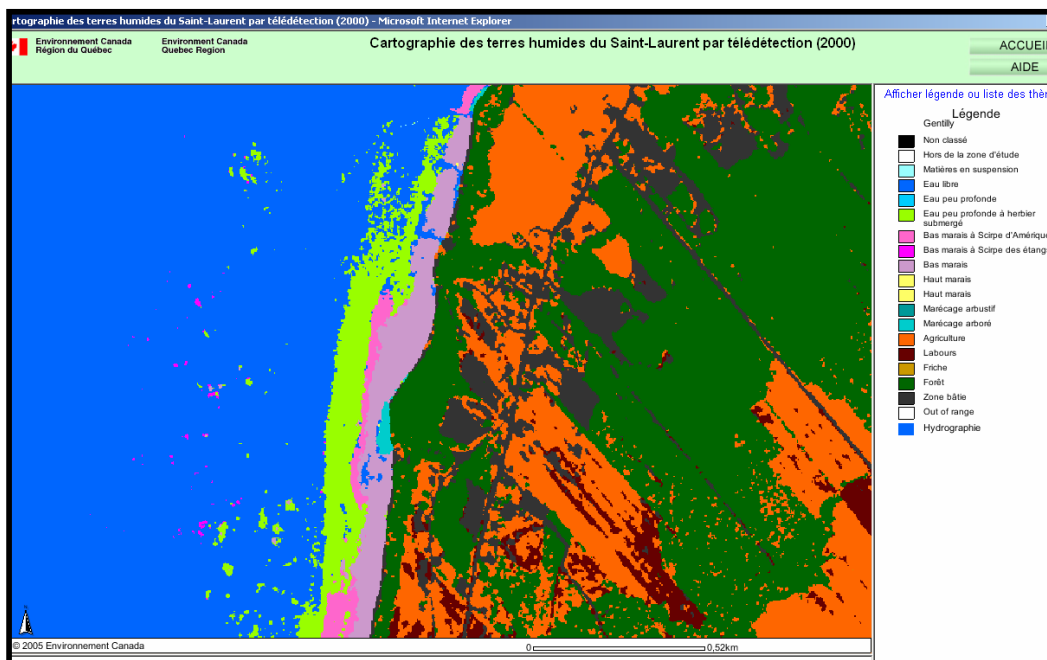 rtographie des terres humides du Saint-Laurent par télédétection (2000) - Microsoft Internet Explorer
Environnement Canada
Région du Québec
Environment Canada
Quebec Region
Cartographie des terres humides du Saint-Laurent par télédétection (2000)
ACCUEIL
AIDE
Afficher légende ou liste des thè
Légende
Gentilly
Non classé
Hors de la zone d'étude
Matières en suspension
Eau libre
Eau peu profonde
Eau peu profonde à herbier
submergé
Bas marais à Scirpe d'Amérique
Bas marais à Scirpe des étangs
Bas marais
Haut marais
Haut marais
Marécage arbustif
Marécage arboré
Agriculture
Labours
Friche
Forêt
Zone bâtie
Out of range
Hydrographie
© 2005 Environnement Canada
0 0,52km